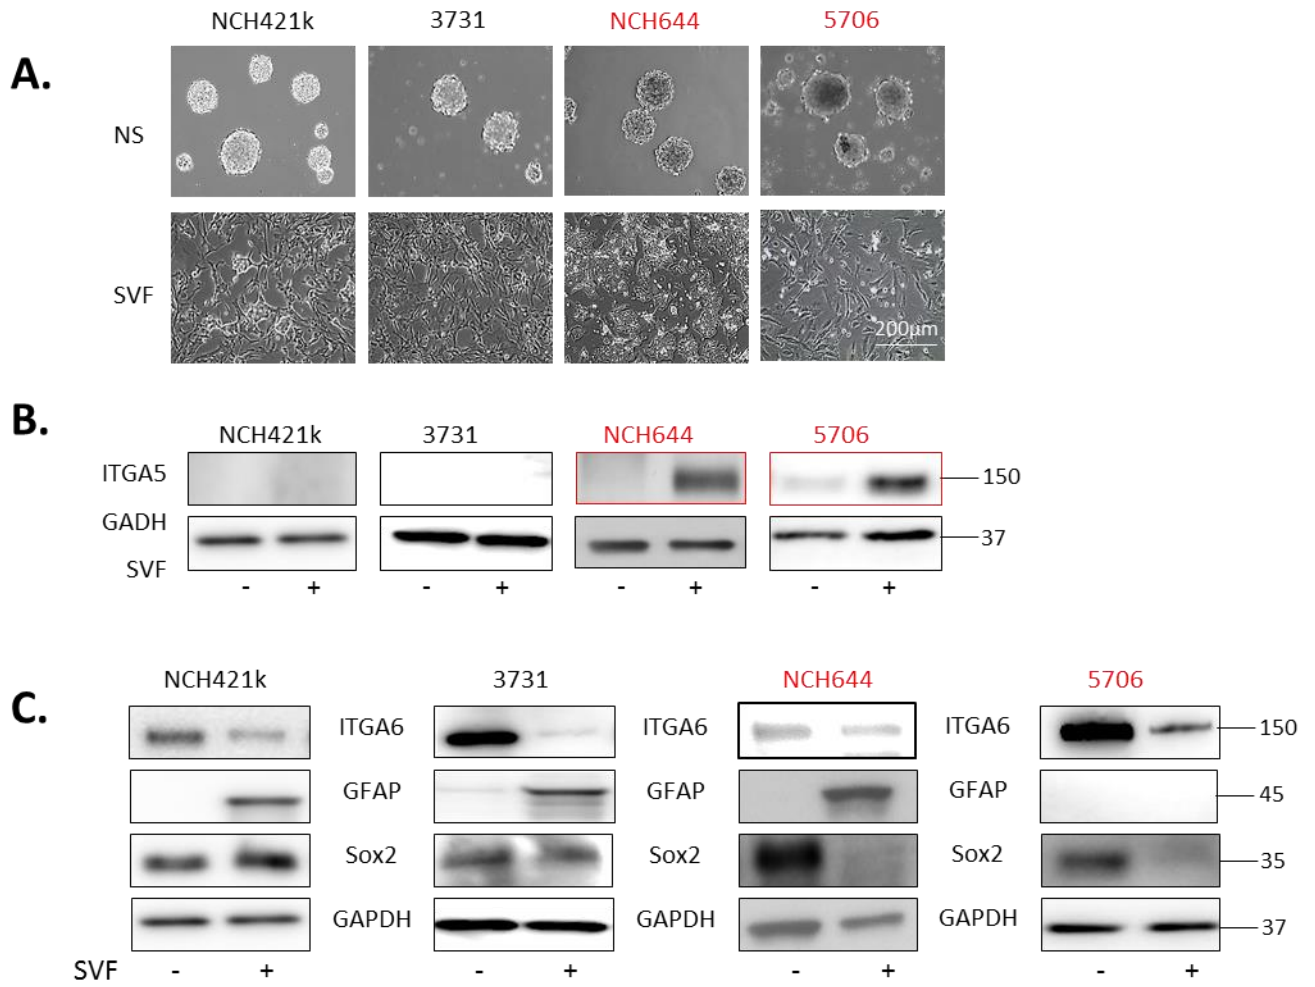 NCH421k 3731 NCH644 5706
A.
NS
SVF
200µm
B.
NCH421k 3731 NCH644 5706
ITGA5 150
GADH 37
SVF - + - + - + - +
C.
NCH421k 3731 NCH644 5706
ITGA6 ITGA6 ITGA6 150
GFAP GFAP GFAP 45
Sox2 Sox2 Sox2 35
GAPDH GAPDH GAPDH 37
SVF - + - + - + - +